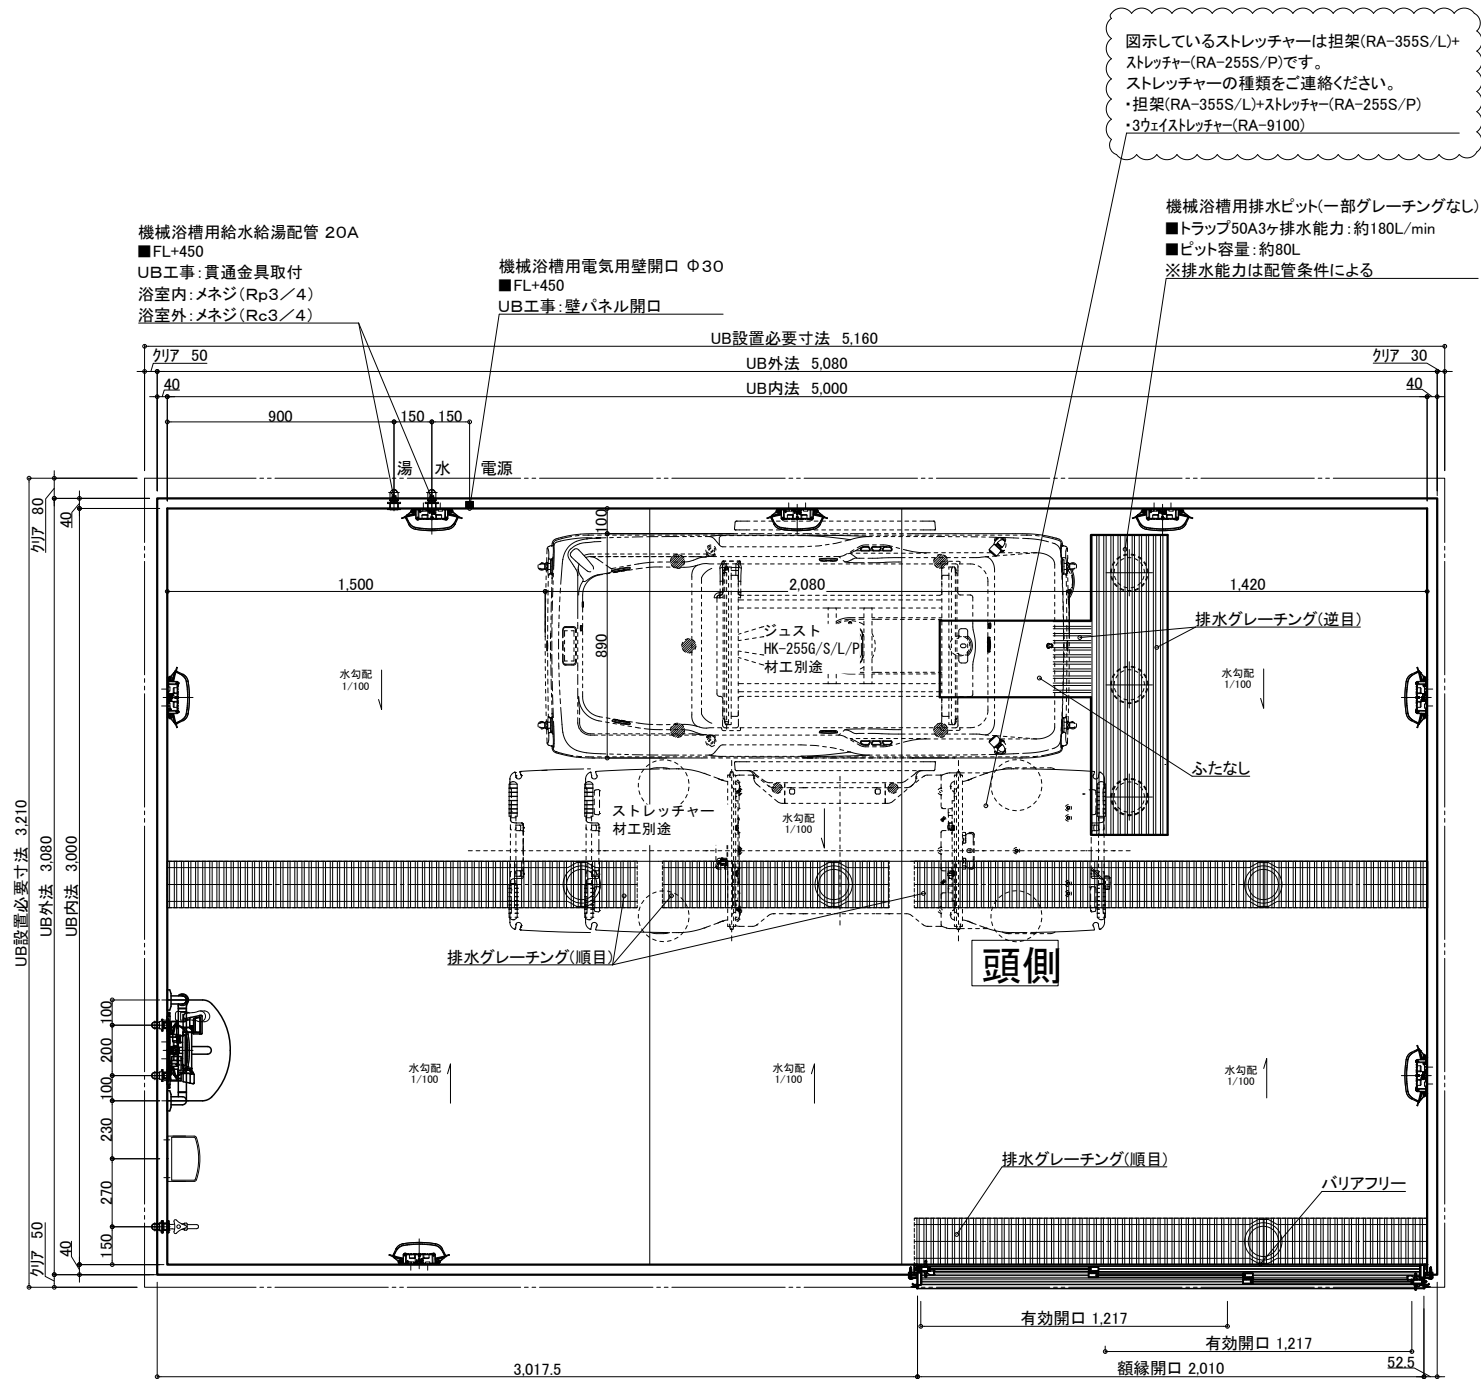 図示しているストレッチャーは担架(RA-355S/L)+
ストレッチャー(RA-255S/P)です。
ストレッチャーの種類をご連絡ください。
・担架(RA-355S/L)+ストレッチャー(RA-255S/P)
・3ウェイストレッチャー(RA-9100)
機械浴槽用排水ピット(一部グレーチングなし)
■トラップ50A3ヶ排水能力:約180L/min
■ピット容量:約80L
※排水能力は配管条件による
機械浴槽用給水給湯配管 20A
■FL+450
UB工事:貫通金具取付
浴室内:メネジ(Rp3/4)
浴室外:メネジ(Rc3/4)
機械浴槽用電気用壁開口 Φ30
■FL+450
UB工事:壁パネル開口
UB設置必要寸法 5,160
クリア 50
UB外法 5,080
クリア 30
40
UB内法 5,000
40
900
150
150
湯
水
電源
クリア 80
40
100
1,500
2,080
1,420
890
ジュスト
HK-255G/S/L/P
材工別途
排水グレーチング(逆目)
水勾配
1/100
水勾配
1/100
ふたなし
ストレッチャー
材工別途
水勾配
1/100
UB設置必要寸法 3,210
UB外法 3,080
UB内法 3,000
排水グレーチング(順目)
頭側
100
200
100
230
270
150
水勾配
1/100
水勾配
1/100
水勾配
1/100
排水グレーチング(順目)
バリアフリー
クリア 50
40
有効開口 1,217
有効開口 1,217
3,017.5
額縁開口 2,010
52.5